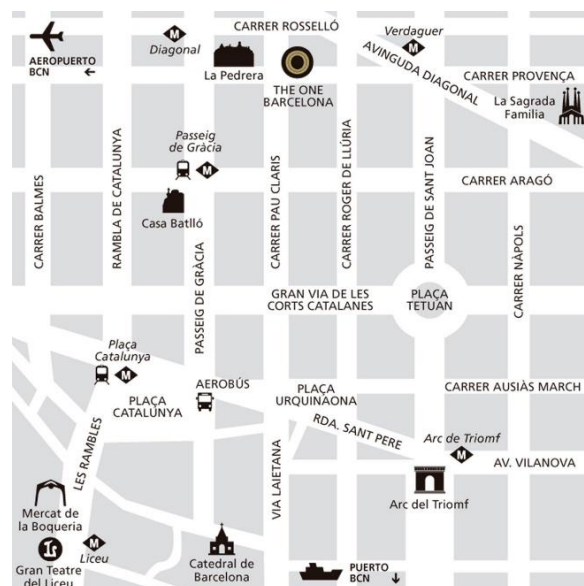 CARRER ROSSELLÓ
Verdaguer
M
Diagonal
M
AEROPUERTO
BCN
La Pedrera
THE ONE
BARCELONA
AVINGUDA DIAGONAL
CARRER PROVENÇA
La Sagrada
Familia
Passeig
de Gràcia
M
Casa Batlló
CARRER ARAGÓ
CARRER BALMES
RAMBLA DE CATALUNYA
PASSEIG DE GRÀCIA
CARRER PAU CLARIS
CARRER ROGER DE LLÚRIA
PASSEIG DE SANT JOAN
CARRER NÀPOLS
GRAN VIA DE LES
CORTS CATALANES
PLAÇA
TETUAN
Plaça
Catalunya
M
AEROBÚS
PLAÇA
CATALUNYA
PLAÇA
URQUINAONA
CARRER AUSIÀS MARCH
RDA. SANT PERE
Arc de Triomf
M
AV. VILANOVA
LES RAMBLES
VIA LAIETANA
Arc del Triomf
Mercat de
la Boqueria
M
Liceu
Gran Teatre
del Liceu
Catedral de
Barcelona
PUERTO
BCN